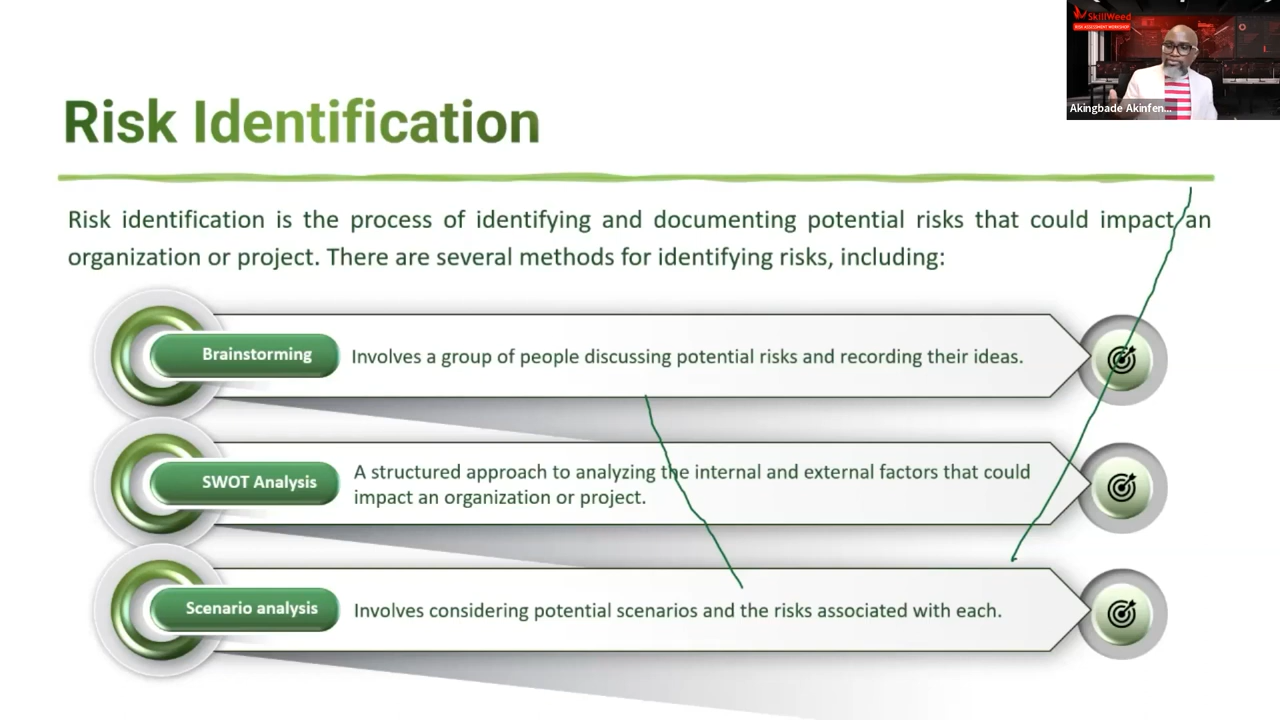 SkillWeed
RISK ASSESSMENT WORKSHOP
Akingbade Akinfen...
Risk Identification
Risk identification is the process of identifying and documenting potential risks that could impact an
organization or project. There are several methods for identifying risks, including:
Brainstorming
Involves a group of people discussing potential risks and recording their ideas.
SWOT Analysis
A structured approach to analyzing the internal and external factors that could
impact an organization or project.
Scenario analysis
Involves considering potential scenarios and the risks associated with each.